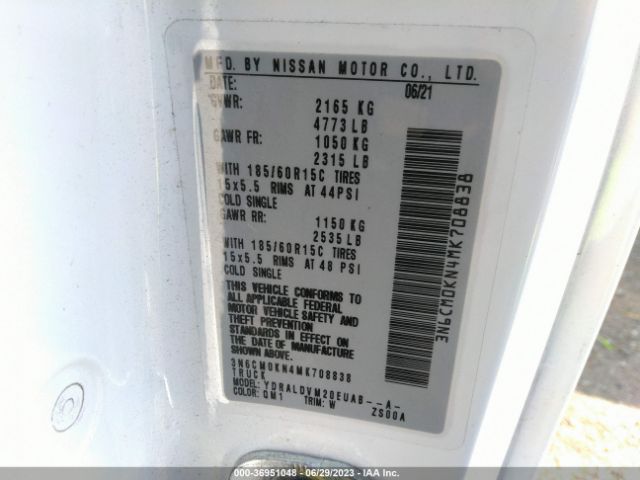 MFD. BY NISSAN MOTOR CO., LTD.
DATE: 06/21
GVWR: 2165 KG
4773 LB
GAWR FR: 1050 KG
2315 LB
WITH 185/60R15C TIRES
15x5.5 RIMS AT 44PSI
COLD SINGLE
GAWR RR: 1150 KG
2535 LB
WITH 185/60R15C TIRES
15x5.5 RIMS AT 48 PSI
COLD SINGLE
THIS VEHICLE CONFORMS TO
ALL APPLICABLE FEDERAL
MOTOR VEHICLE SAFETY AND
THEFT PREVENTION
STANDARDS IN EFFECT ON
THE DATE OF MANUFACTURE
SHOWN ABOVE.
3N6CM0KN4MK708838
TRUCK
MODEL: YDRALDVM20EUAB--A-
COLOR: QM1 TRIM: W ZS00A
3N6CM0KN4MK708838
000-36951048 - 06/29/2023 - IAA Inc.